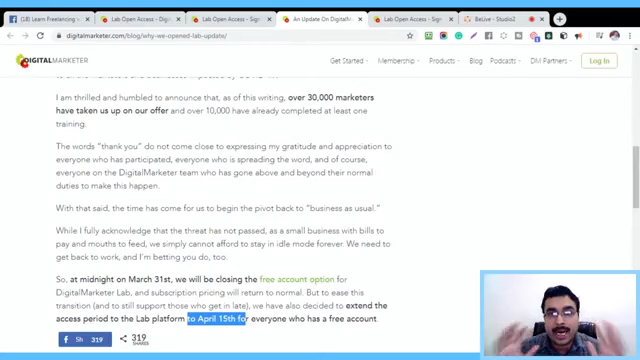 (18) Learn Freelancing w
Lab Open Access - Digita
Lab Open Access - Sign
An Update On DigitalM
Lab Open Access - Sign
BeLive - Studio2
digitalmarketer.com/blog/why-we-opened-lab-update/
DIGITALMARKETER
Get Started
Membership
Products
Blog
Podcasts
DM Partners
Log In
I am thrilled and humbled to announce that, as of this writing, over 30,000 marketers
have taken us up on our offer and over 10,000 have already completed at least one
training.
The words "thank you" do not come close to expressing my gratitude and appreciation to
everyone who has participated, everyone who is spreading the word, and of course,
everyone on the DigitalMarketer team who has gone above and beyond their normal
duties to make this happen.
With that said, the time has come for us to begin the pivot back to "business as usual."
While I fully acknowledge that the threat has not passed, as a small business with bills to
pay and mouths to feed, we simply cannot afford to stay in idle mode forever. We need to
get back to work, and I'm betting you do, too.
So, at midnight on March 31st, we will be closing the free account option for
DigitalMarketer Lab, and subscription pricing will return to normal. But to ease this
transition (and to still support those who get in late), we have also decided to extend the
access period to the Lab platform to April 15th for everyone who has a free account.
Sh 319
319
SHARES